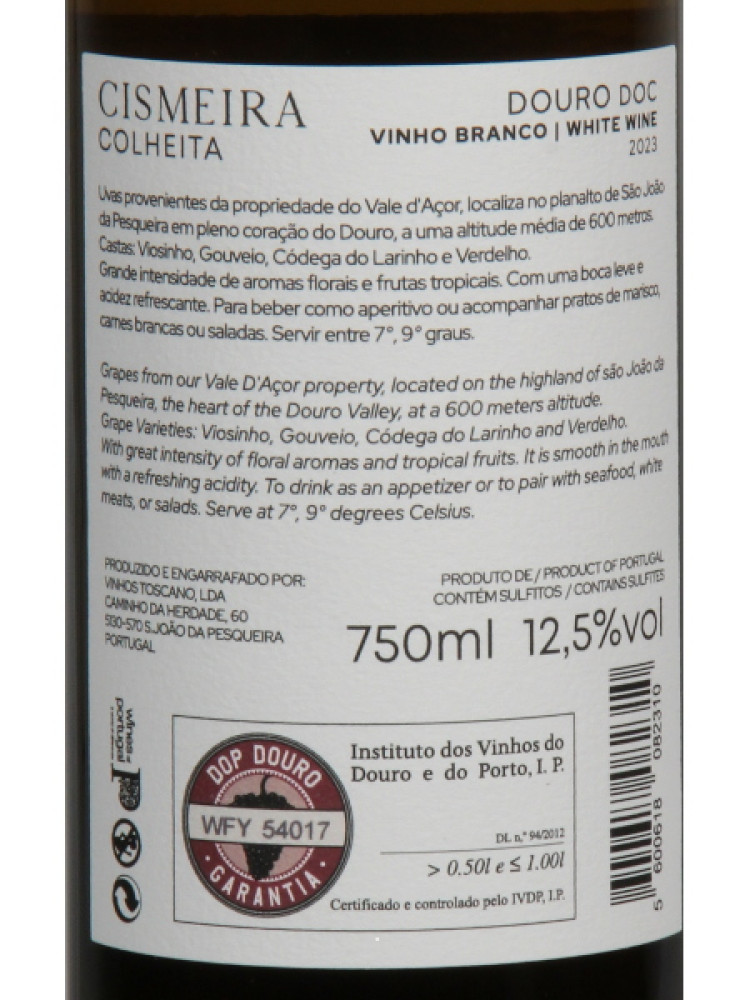 CISMEIRA
COLHEITA
DOURO DOC
VINHO BRANCO | WHITE WINE
2023
Uvas provenientes da propriedade do Vale d'Açor, localiza no planalto de São João
da Pesqueira em pleno coração do Douro, a uma altitude média de 600 metros.
Castas: Viosinho, Gouveio, Códega do Larinho e Verdelho.
Grande intensidade de aromas florais e frutas tropicais. Com uma boca leve e
acidez refrescante. Para beber como aperitivo ou acompanhar pratos de marisco,
carnes brancas ou saladas. Servir entre 7°, 9° graus.
Grapes from our Vale D'Açor property, located on the highland of são João da
Pesqueira, the heart of the Douro Valley, at a 600 meters altitude.
Grape Varieties: Viosinho, Gouveio, Códega do Larinho and Verdelho.
With great intensity of floral aromas and tropical fruits. It is smooth in the mouth
with a refreshing acidity. To drink as an appetizer or to pair with seafood, white
meats, or salads. Serve at 7°, 9° degrees Celsius.
PRODUZIDO E ENGARRAFADO POR:
VINHOS TOSCANO, LDA
CAMINHO DA HERDADE, 60
5130-570 S.JOÃO DA PESQUEIRA
PORTUGAL
PRODUTO DE / PRODUCT OF PORTUGAL
CONTÉM SULFITOS / CONTAINS SULFITES
750ml 12,5%vol
wines of
portugal
DOP DOURO
WFY 54017
· GARANTIA ·
Instituto dos Vinhos do
Douro e do Porto, I. P.
DL n.º 94/2012
> 0.50l e ≤ 1.00l
Certificado e controlado pelo IVDP, I.P.
5 600618 082310